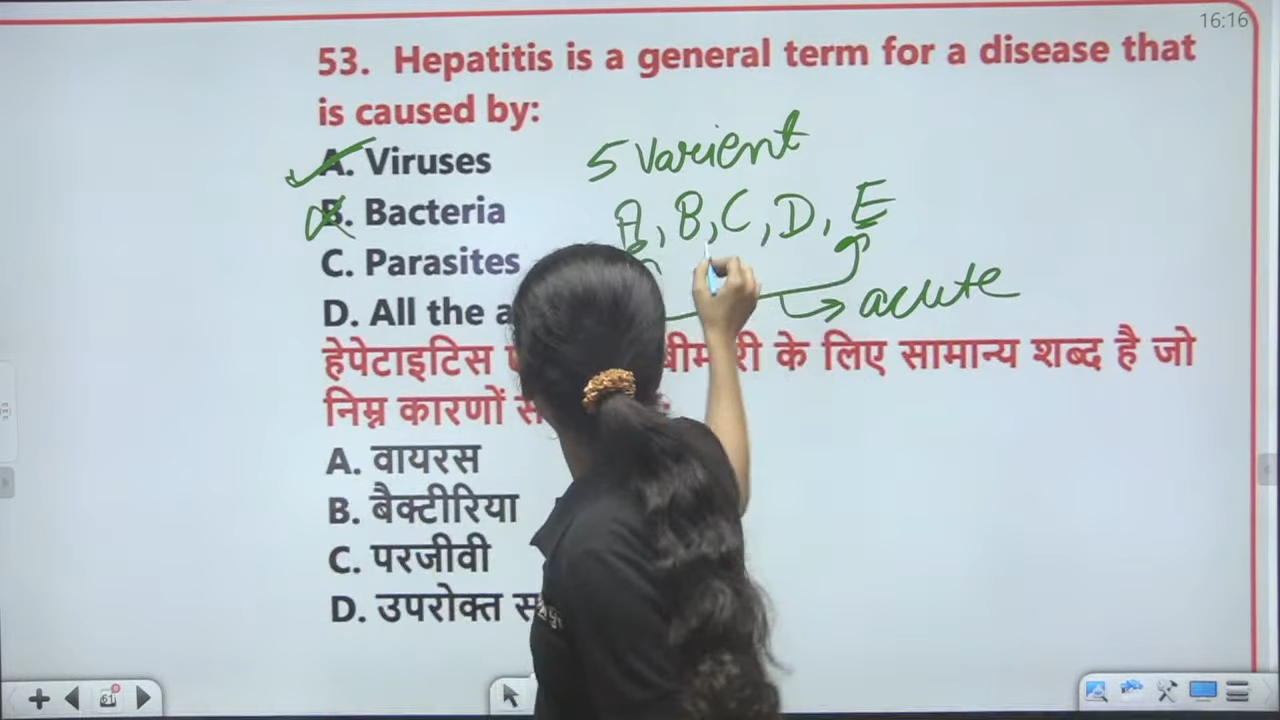 16:16
53. Hepatitis is a general term for a disease that
is caused by:
A. Viruses
5 varient
B. Bacteria
A, B, C, D, E
C. Parasites
D. All the
acute
हेपेटाइटिस के लिए सामान्य शब्द है जो
निम्न कारणों
A. वायरस
B. बैक्टीरिया
C. परजीवी
D. उपरोक्त
61